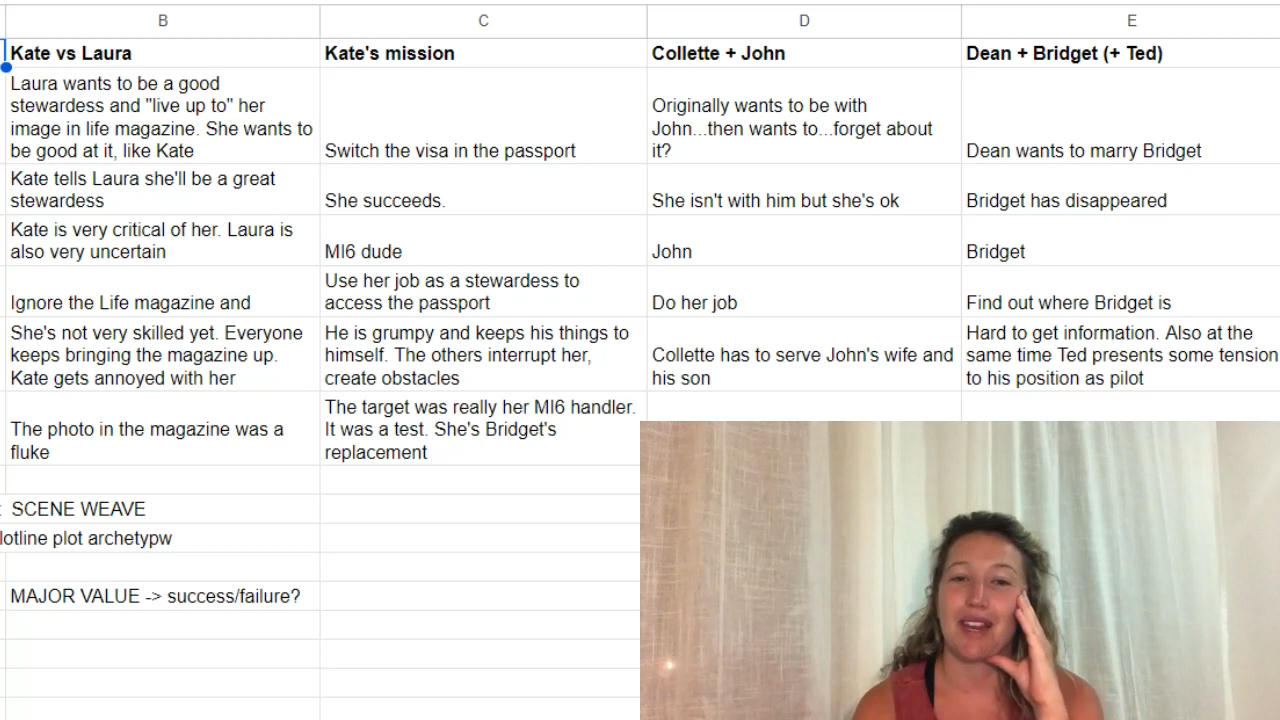 B C D E
Kate vs Laura
Kate's mission
Collette + John
Dean + Bridget (+ Ted)
Laura wants to be a good
stewardess and "live up to" her
image in life magazine. She wants to
be good at it, like Kate
Switch the visa in the passport
Originally wants to be with
John...then wants to...forget about
it?
Dean wants to marry Bridget
Kate tells Laura she'll be a great
stewardess
She succeeds.
She isn't with him but she's ok
Bridget has disappeared
Kate is very critical of her. Laura is
also very uncertain
MI6 dude
John
Bridget
Ignore the Life magazine and
Use her job as a stewardess to
access the passport
Do her job
Find out where Bridget is
She's not very skilled yet. Everyone
keeps bringing the magazine up.
Kate gets annoyed with her
He is grumpy and keeps his things to
himself. The others interrupt her,
create obstacles
Collette has to serve John's wife and
his son
Hard to get information. Also at the
same time Ted presents some tension
to his position as pilot
The photo in the magazine was a
fluke
The target was really her MI6 handler.
It was a test. She's Bridget's
replacement
: SCENE WEAVE
lotline plot archetypw
MAJOR VALUE -> success/failure?